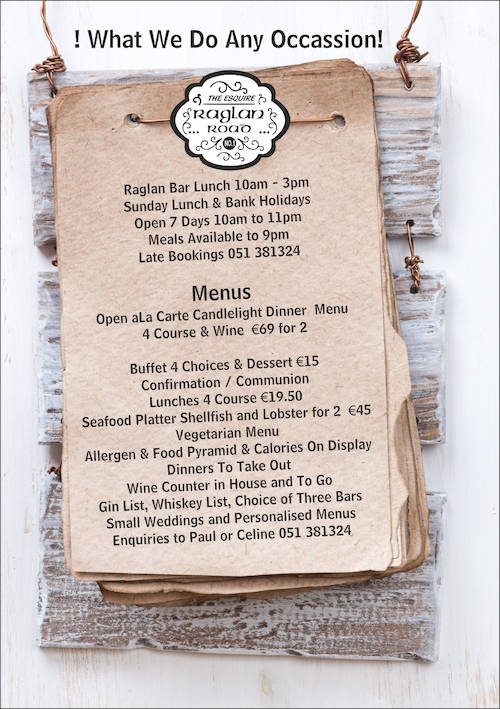 ! What We Do Any Occassion!
THE ESQUIRE
Raglan
... ROAD ...
NO.1
Raglan Bar Lunch 10am - 3pm
Sunday Lunch & Bank Holidays
Open 7 Days 10am to 11pm
Meals Available to 9pm
Late Bookings 051 381324
Menus
Open aLa Carte Candlelight Dinner Menu
4 Course & Wine €69 for 2
Buffet 4 Choices & Dessert €15
Confirmation / Communion
Lunches 4 Course €19.50
Seafood Platter Shellfish and Lobster for 2 €45
Vegetarian Menu
Allergen & Food Pyramid & Calories On Display
Dinners To Take Out
Wine Counter in House and To Go
Gin List, Whiskey List, Choice of Three Bars
Small Weddings and Personalised Menus
Enquiries to Paul or Celine 051 381324